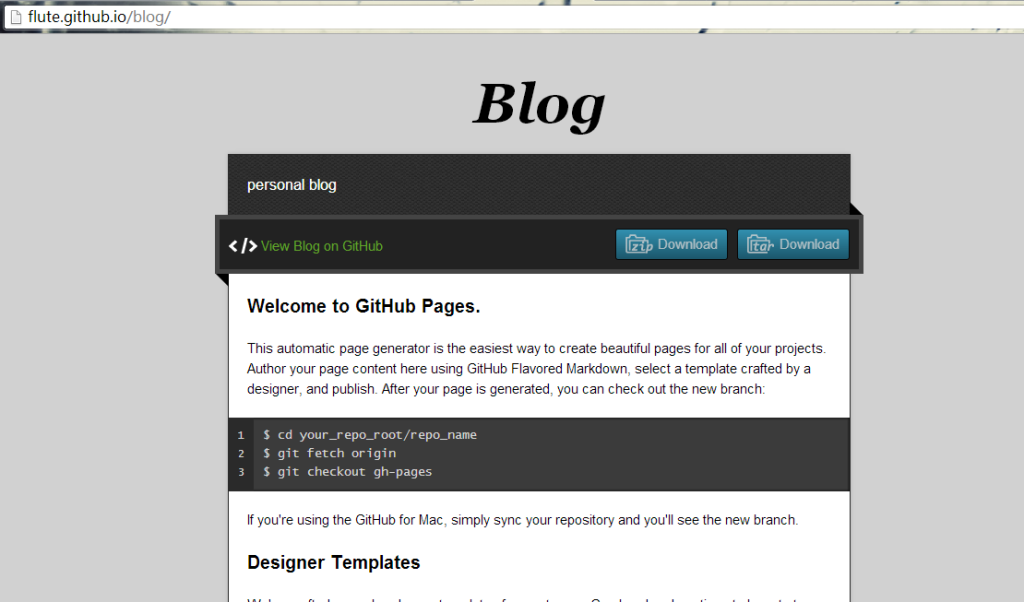 flute.github.io/blog/
Blog
personal blog
</> View Blog on GitHub
zip Download
tar Download
Welcome to GitHub Pages.
This automatic page generator is the easiest way to create beautiful pages for all of your projects.
Author your page content here using GitHub Flavored Markdown, select a template crafted by a
designer, and publish. After your page is generated, you can check out the new branch:
1 $ cd your_repo_root/repo_name
2 $ git fetch origin
3 $ git checkout gh-pages
If you're using the GitHub for Mac, simply sync your repository and you'll see the new branch.
Designer Templates